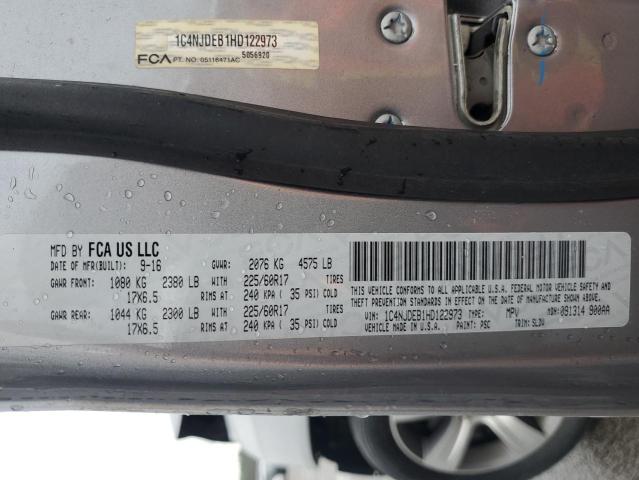 1C4NJDEB1HD122973
5056920
FCA PT. NO. 05116471AC
MFD BY FCA US LLC
DATE OF MFR(BUILT): 9-16 GVWR: 2076 KG 4575 LB
GAWR FRONT: 1080 KG 2380 LB WITH 225/60R17 TIRES
17X6.5 RIMS AT 240 KPA ( 35 PSI) COLD
GAWR REAR: 1044 KG 2300 LB WITH 225/60R17 TIRES
17X6.5 RIMS AT 240 KPA ( 35 PSI) COLD
THIS VEHICLE CONFORMS TO ALL APPLICABLE U.S.A. FEDERAL MOTOR VEHICLE SAFETY, BUMPER, AND
THEFT PREVENTION STANDARDS IN EFFECT ON THE DATE OF MANUFACTURE SHOWN ABOVE.
VIN: 1C4NJDEB1HD122973 TYPE: MPV MDH: 091314 900AA
VEHICLE MADE IN U.S.A. PAINT: PSC TRIM: SLDV